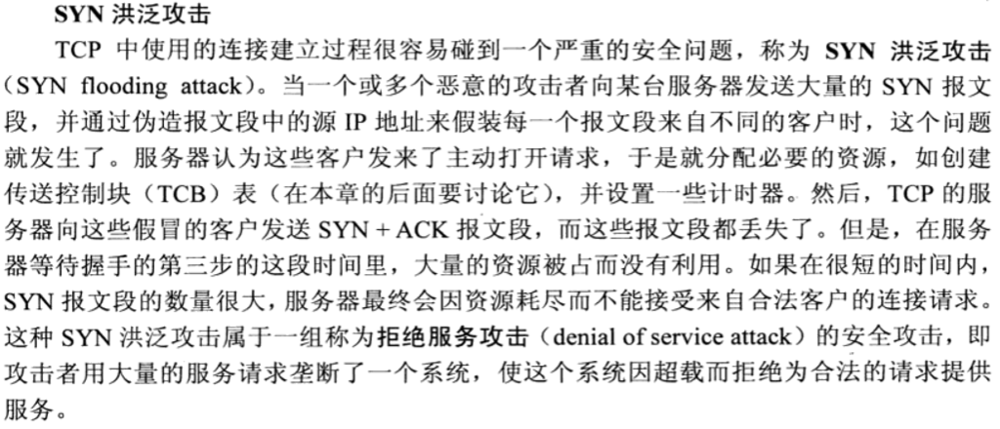 SYN 洪泛攻击
TCP 中使用的连接建立过程很容易碰到一个严重的安全问题，称为 SYN 洪泛攻击
（SYN flooding attack）。当一个或多个恶意的攻击者向某台服务器发送大量的 SYN 报文
段，并通过伪造报文段中的源 IP 地址来假装每一个报文段来自不同的客户时，这个问题
就发生了。服务器认为这些客户发来了主动打开请求，于是就分配必要的资源，如创建
传送控制块（TCB）表（在本章的后面要讨论它），并设置一些计时器。然后，TCP 的服
务器向这些假冒的客户发送 SYN + ACK 报文段，而这些报文段都丢失了。但是，在服务
器等待握手的第三步的这段时间里，大量的资源被占而没有利用。如果在很短的时间内，
SYN 报文段的数量很大，服务器最终会因资源耗尽而不能接受来自合法客户的连接请求。
这种 SYN 洪泛攻击属于一组称为拒绝服务攻击（denial of service attack）的安全攻击，即
攻击者用大量的服务请求垄断了一个系统，使这个系统因超载而拒绝为合法的请求提供
服务。